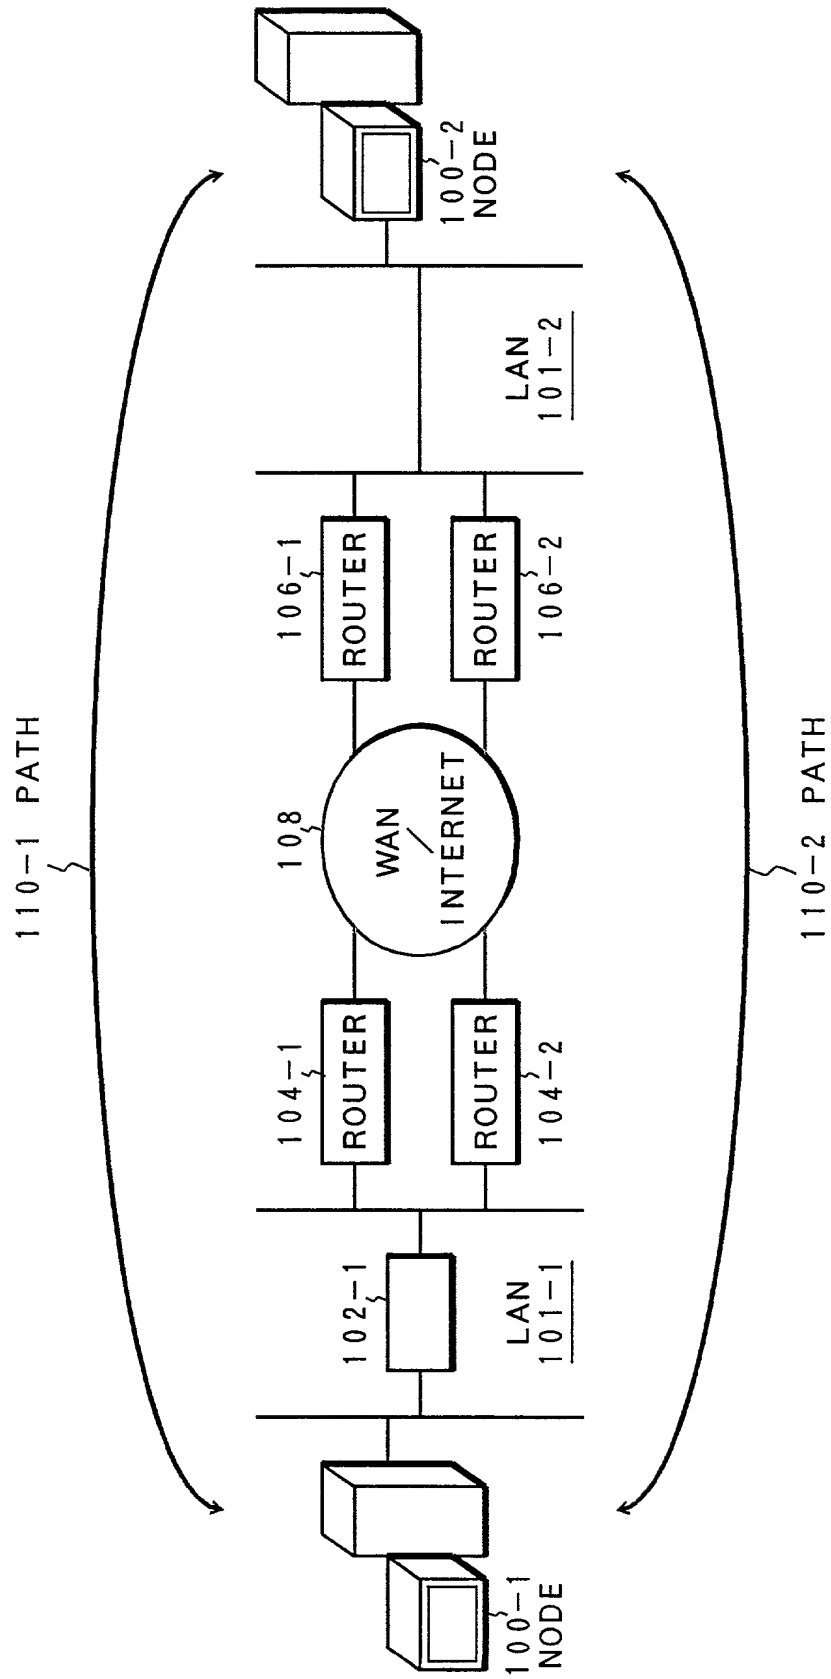 110-1 PATH
108
104-1
ROUTER
106-1
ROUTER
102-1
WAN
INTERNET
100-2
NODE
104-2
ROUTER
106-2
ROUTER
LAN
101-1
LAN
101-2
100-1
NODE
110-2 PATH